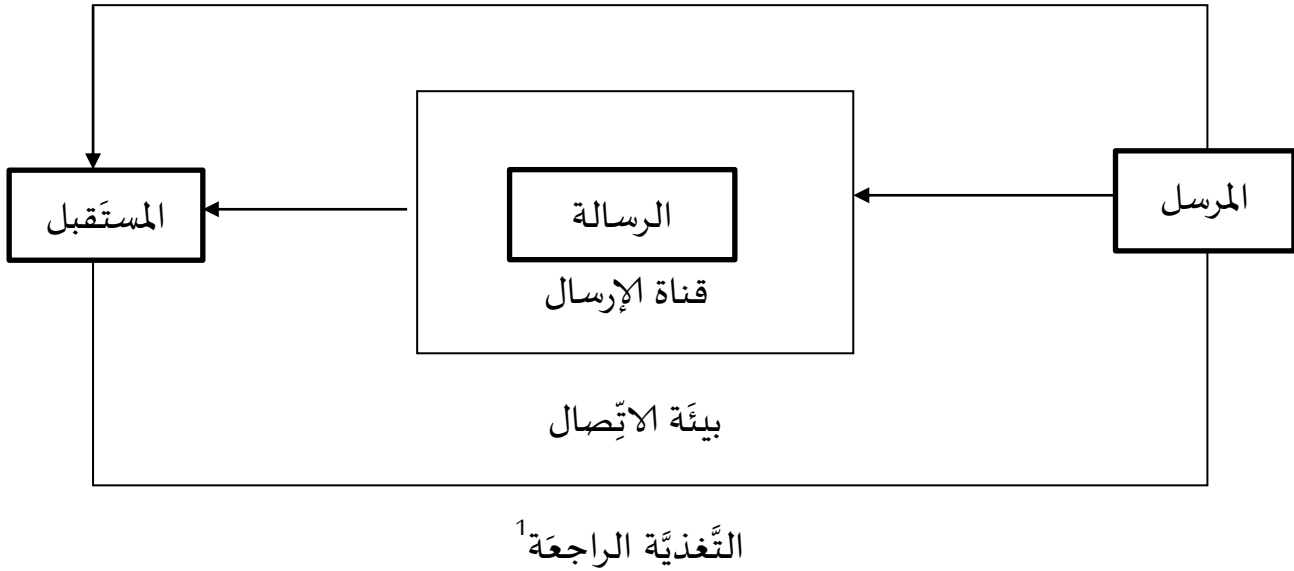 المرسل
الرسالة
المستَقبل
قناة الإرسال
بيئَة الاتِّصال
التَّغذيَّة الراجعَة1